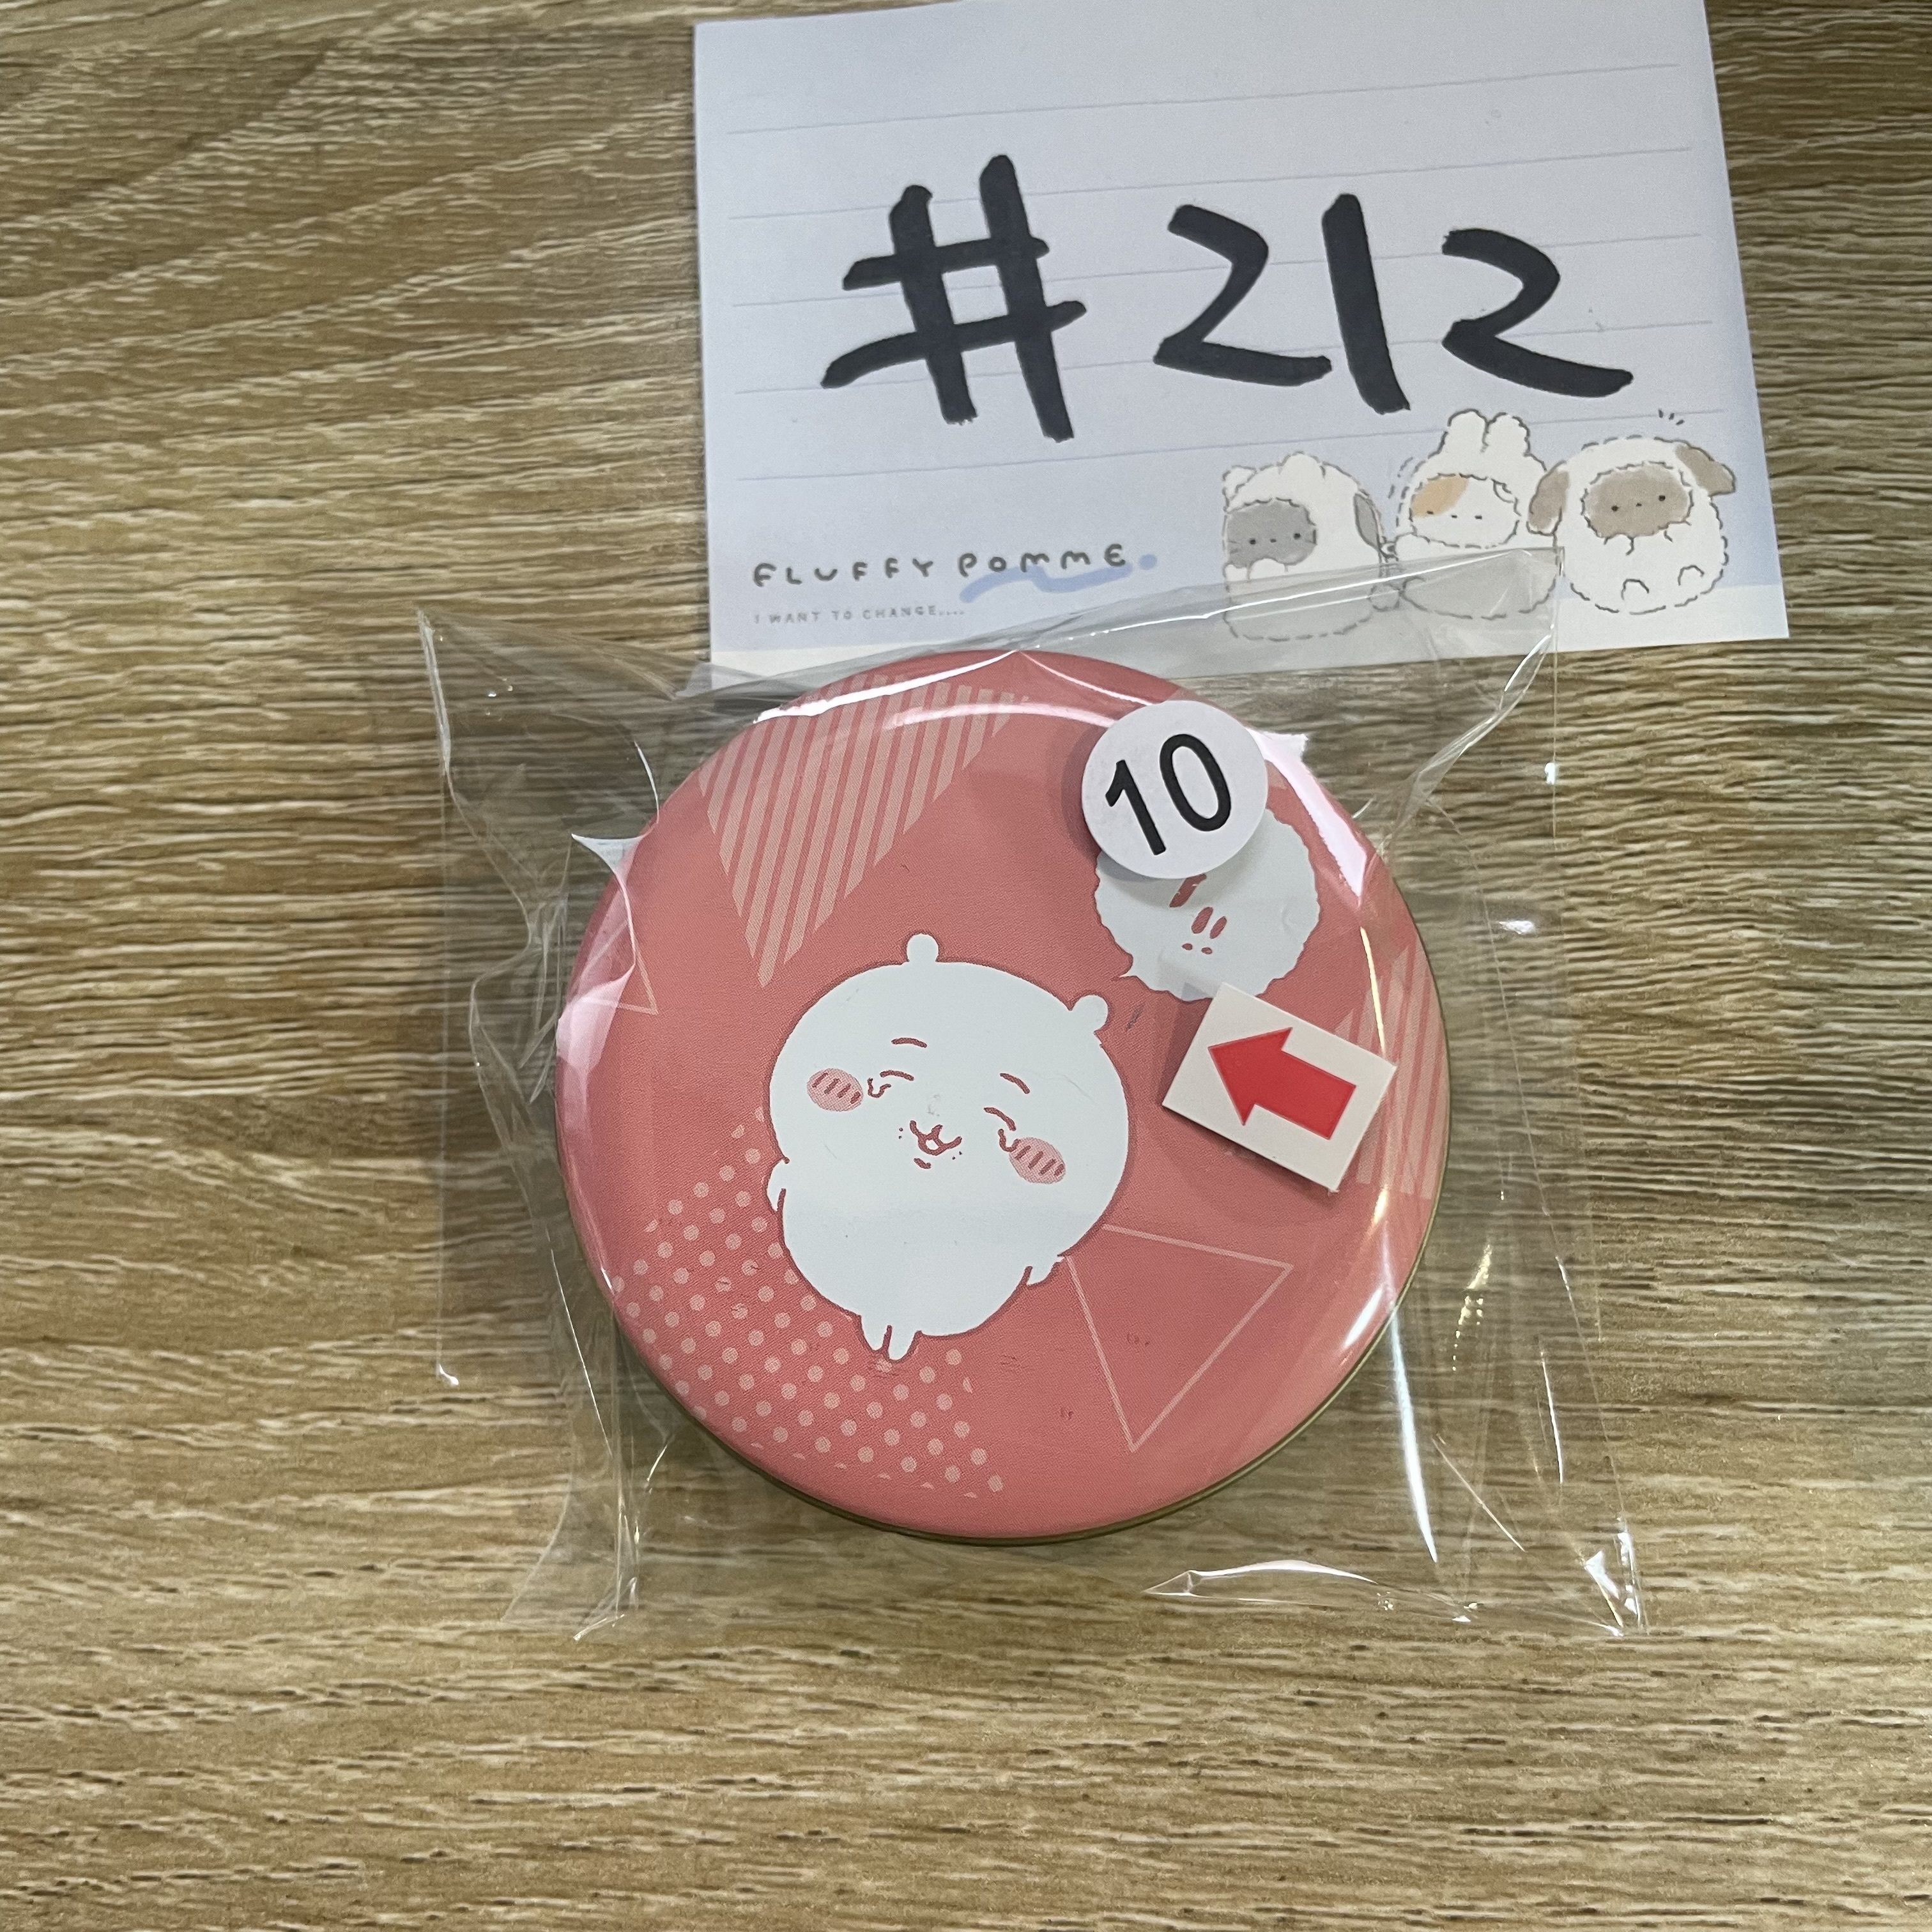 #212
FLUFFY POMME.
I WANT TO CHANGE....
10
!!